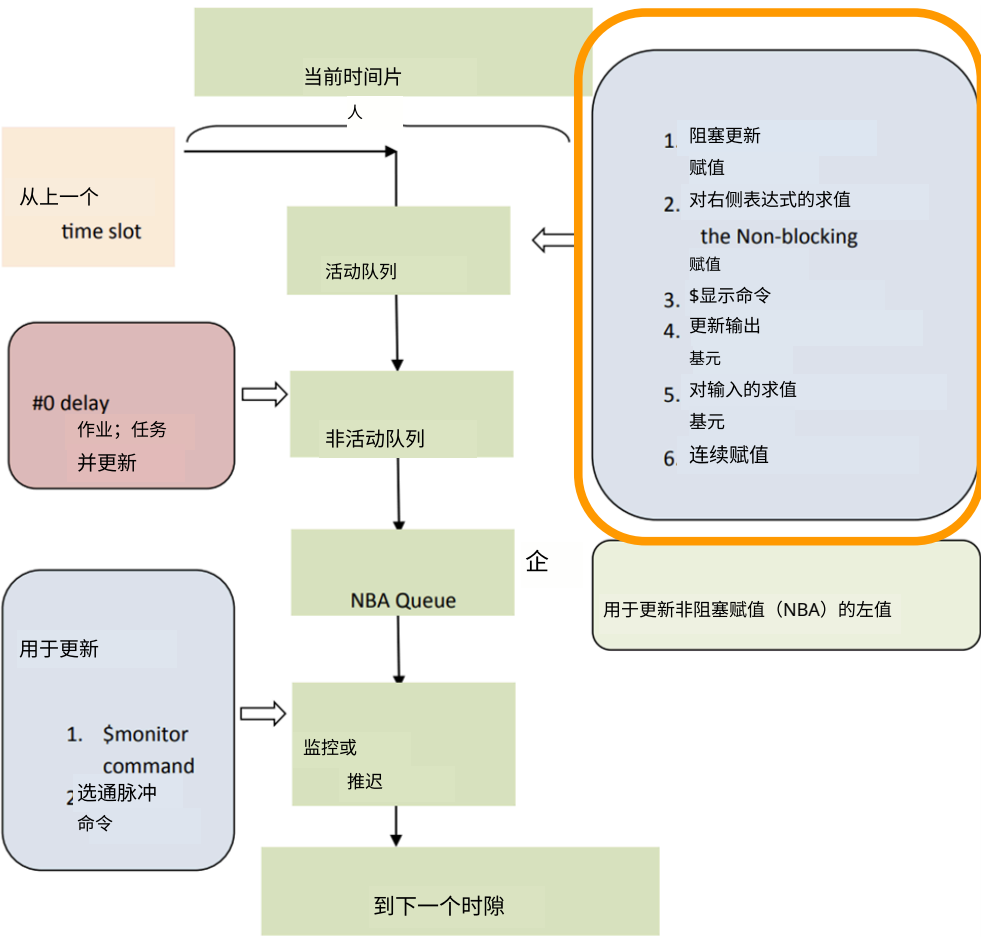 当前时间片
人
从上一个
time slot
活动队列
1.
阻塞更新
赋值
2.
对右侧表达式的求值
the Non-blocking
赋值
3.
$显示命令
4.
更新输出
基元
5.
对输入的求值
基元
6.
连续赋值
#0 delay
作业；任务
并更新
非活动队列
NBA Queue
企
用于更新非阻塞赋值（NBA）的左值
用于更新
1. $monitor
command
2
选通脉冲
命令
监控或
推迟
到下一个时隙